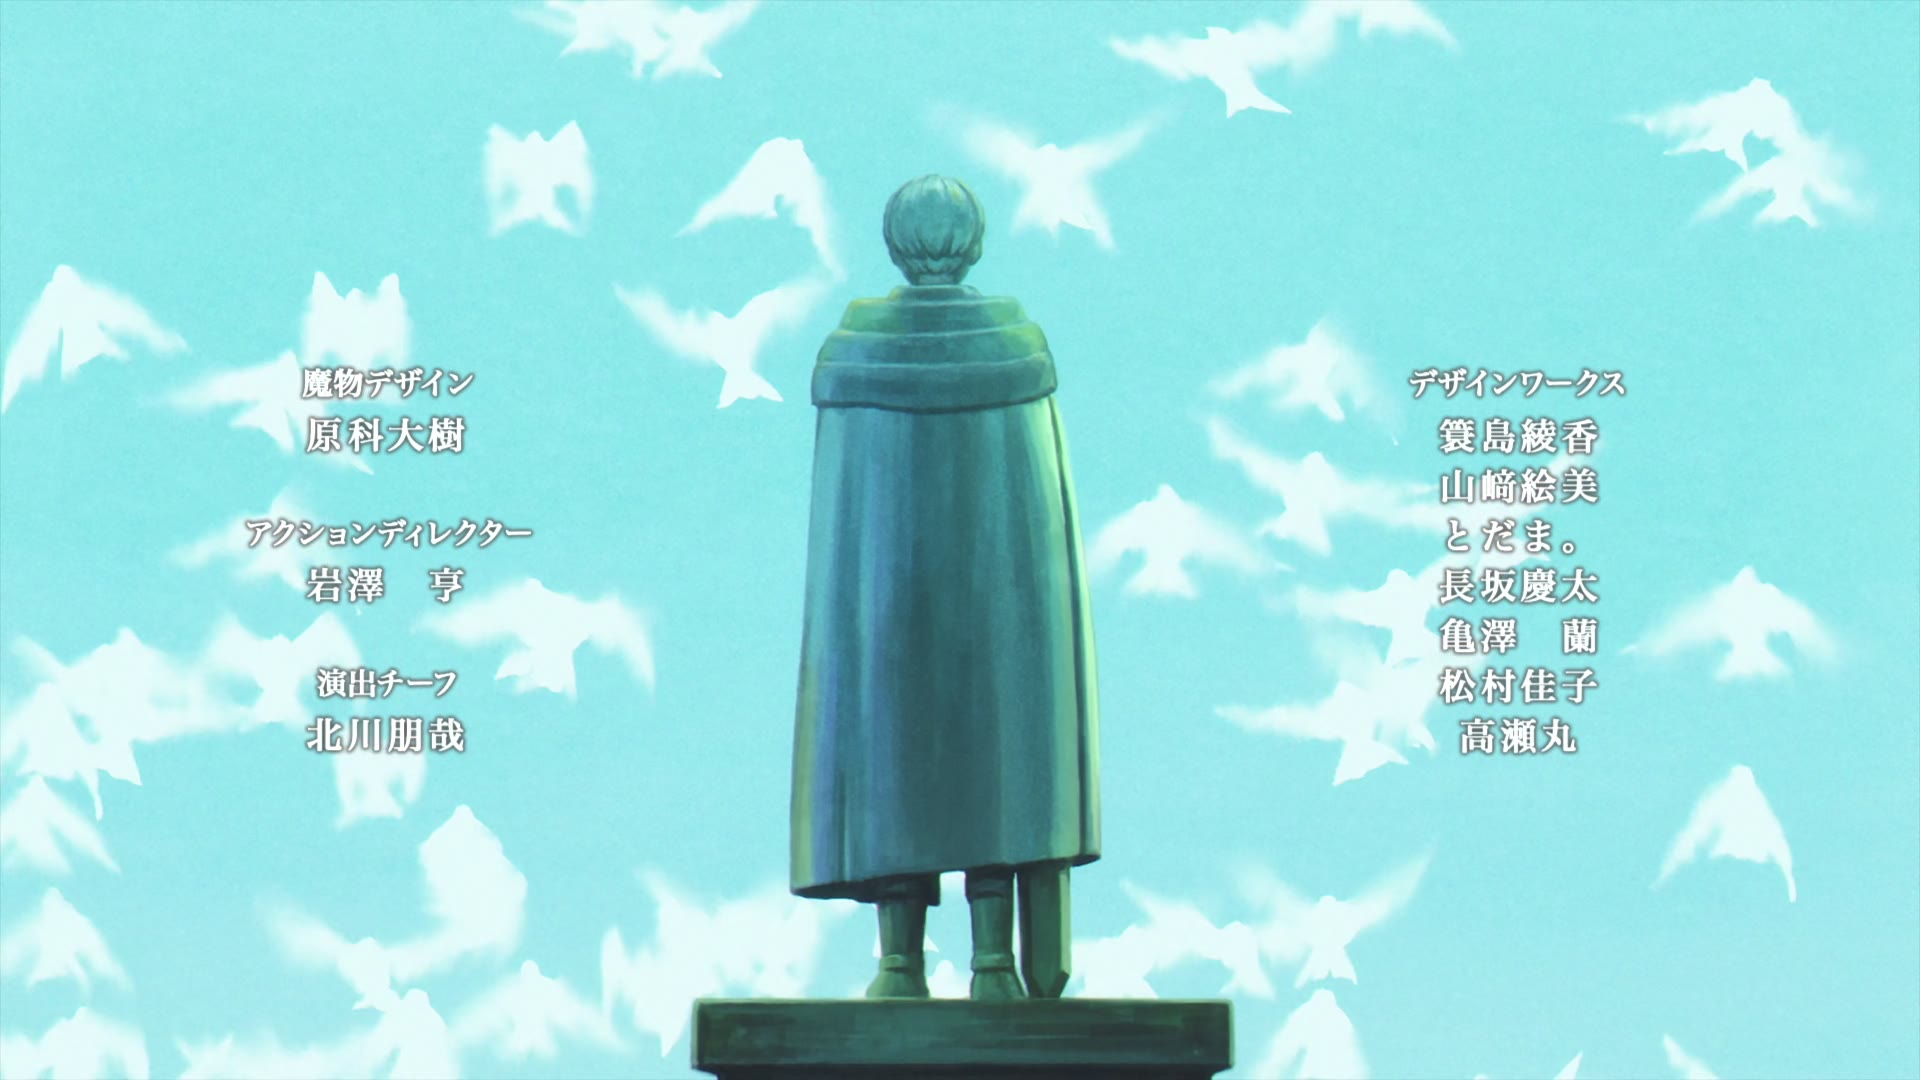 魔物デザイン
原科大樹
アクションディレクター
岩澤　亨
演出チーフ
北川朋哉
デザインワークス
簑島綾香
山﨑絵美
とだま。
長坂慶太
亀澤　蘭
松村佳子
高瀬丸